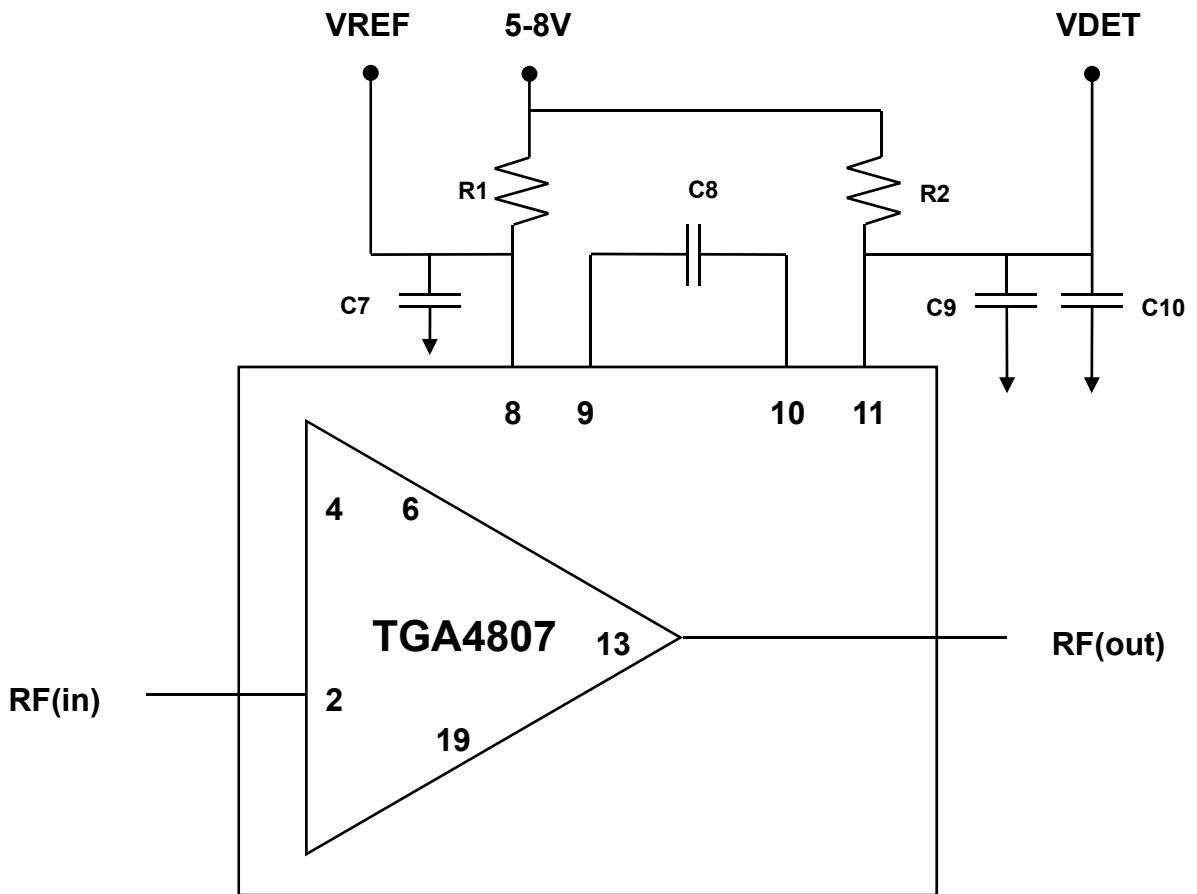 VREF 5-8V VDET
R1 C8 R2
C7 C9 C10
8 9 10 11
4 6
TGA4807 13 RF(out)
RF(in) 2
19